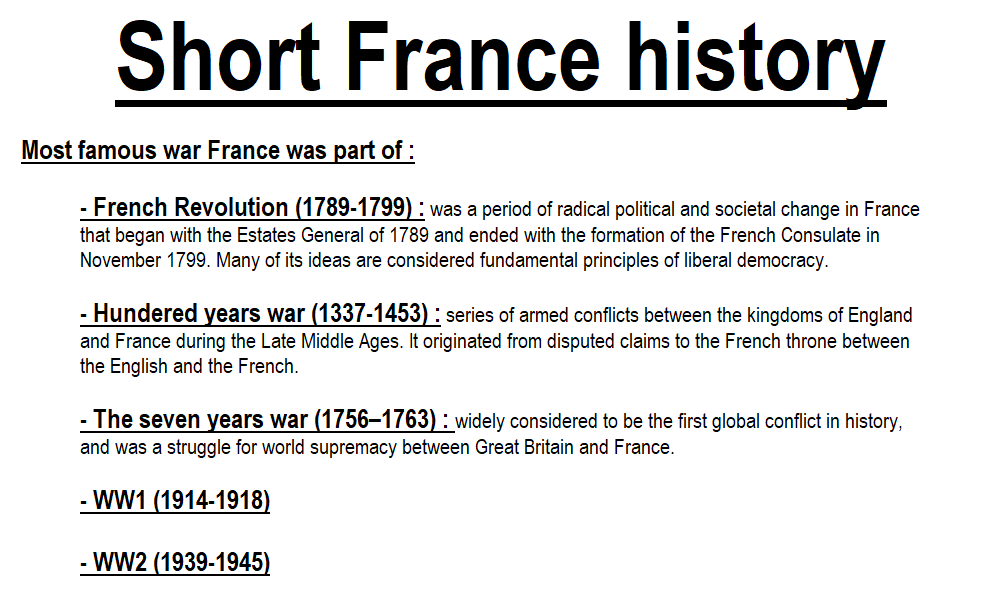 Short France history
Most famous war France was part of :
- French Revolution (1789-1799) : was a period of radical political and societal change in France
that began with the Estates General of 1789 and ended with the formation of the French Consulate in
November 1799. Many of its ideas are considered fundamental principles of liberal democracy.
- Hundered years war (1337-1453) : series of armed conflicts between the kingdoms of England
and France during the Late Middle Ages. It originated from disputed claims to the French throne between
the English and the French.
- The seven years war (1756–1763) : widely considered to be the first global conflict in history,
and was a struggle for world supremacy between Great Britain and France.
- WW1 (1914-1918)
- WW2 (1939-1945)